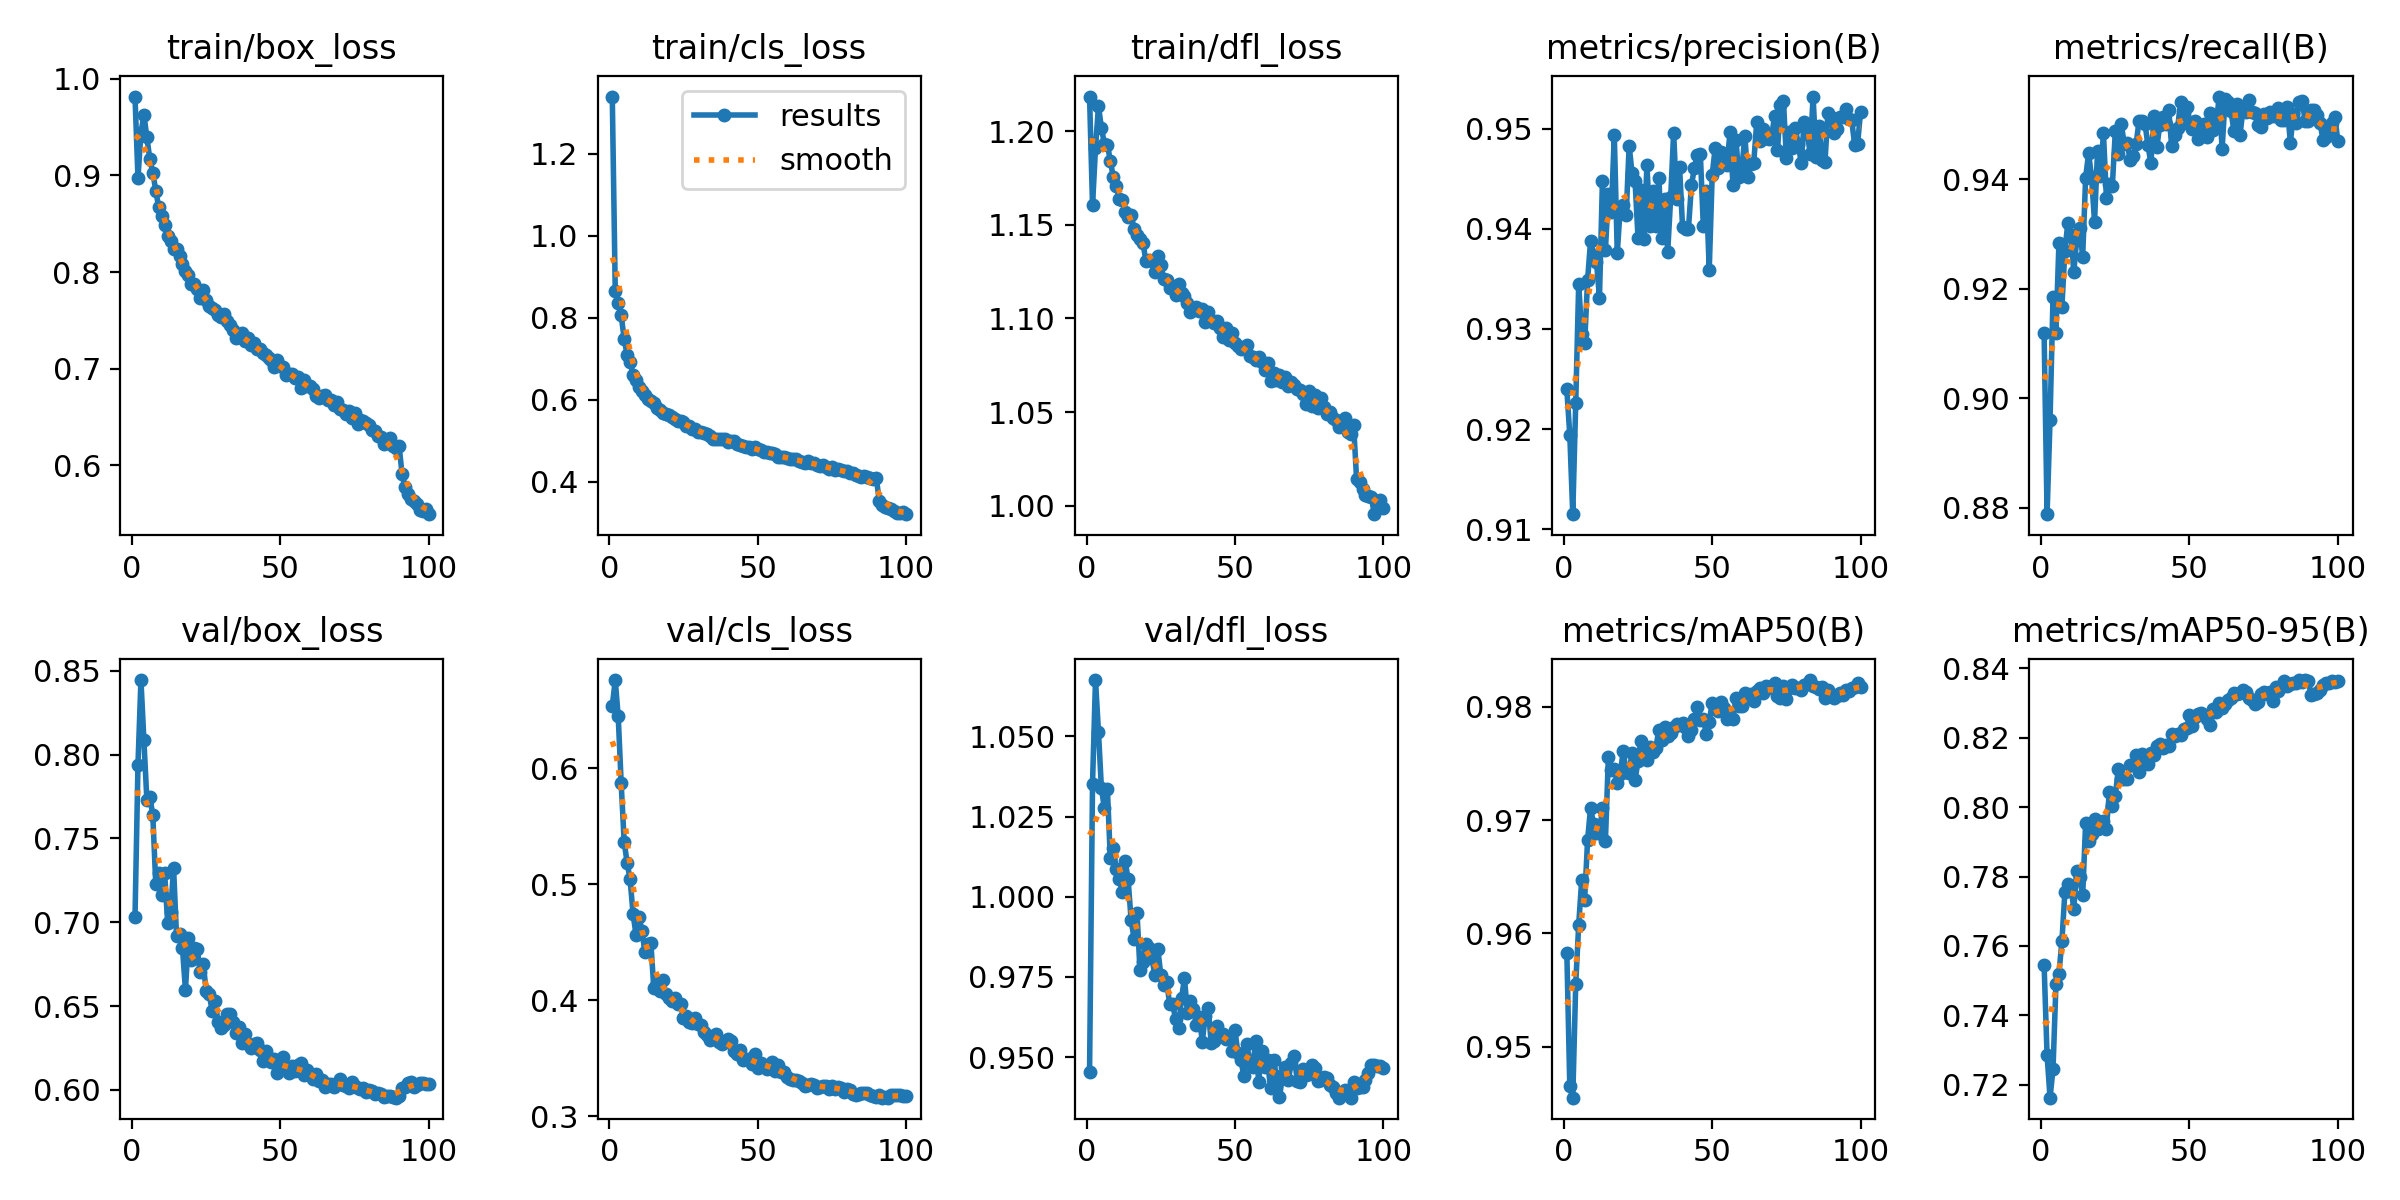 train/box_loss
1.0
0.9
0.8
0.7
0.6
0 50 100
train/cls_loss
results
smooth
1.2
1.0
0.8
0.6
0.4
0 50 100
train/dfl_loss
1.20
1.15
1.10
1.05
1.00
0 50 100
metrics/precision(B)
0.95
0.94
0.93
0.92
0.91
0 50 100
metrics/recall(B)
0.94
0.92
0.90
0.88
0 50 100
val/box_loss
0.85
0.80
0.75
0.70
0.65
0.60
0 50 100
val/cls_loss
0.6
0.5
0.4
0.3
0 50 100
val/dfl_loss
1.050
1.025
1.000
0.975
0.950
0 50 100
metrics/mAP50(B)
0.98
0.97
0.96
0.95
0 50 100
metrics/mAP50-95(B)
0.84
0.82
0.80
0.78
0.76
0.74
0.72
0 50 100